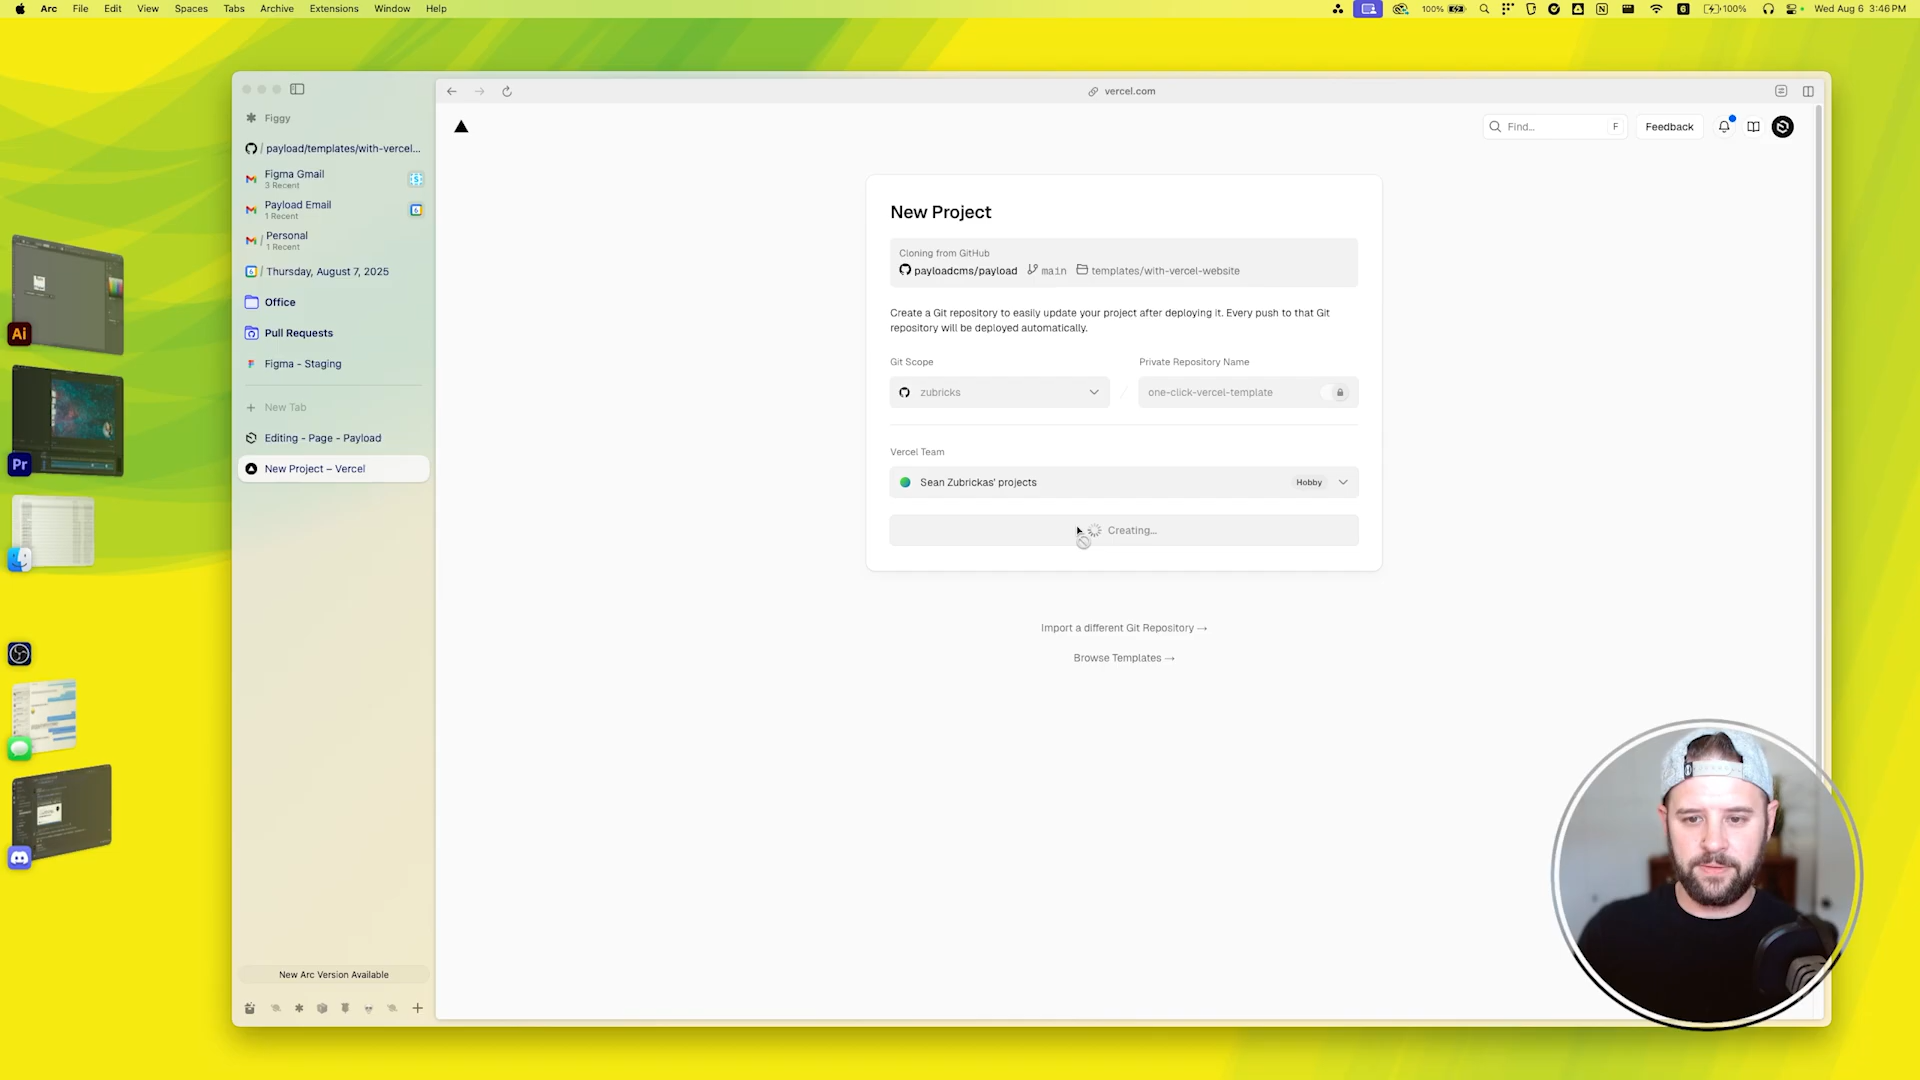 Arc File Edit View Spaces Tabs Archive Extensions Window Help
100% 6 100% Wed Aug 6 3:46 PM
vercel.com
Figgy
payload/templates/with-vercel...
Figma Gmail
3 Recent
Payload Email
1 Recent
6
Personal
1 Recent
6 / Thursday, August 7, 2025
Office
Pull Requests
Figma - Staging
+ New Tab
Editing - Page - Payload
New Project – Vercel
New Arc Version Available
Ai
Pr
Find... F
Feedback
New Project
Cloning from GitHub
payloadcms/payload main templates/with-vercel-website
Create a Git repository to easily update your project after deploying it. Every push to that Git
repository will be deployed automatically.
Git Scope Private Repository Name
zubricks / one-click-vercel-template
Vercel Team
Sean Zubrickas' projects Hobby
Creating...
Import a different Git Repository →
Browse Templates →